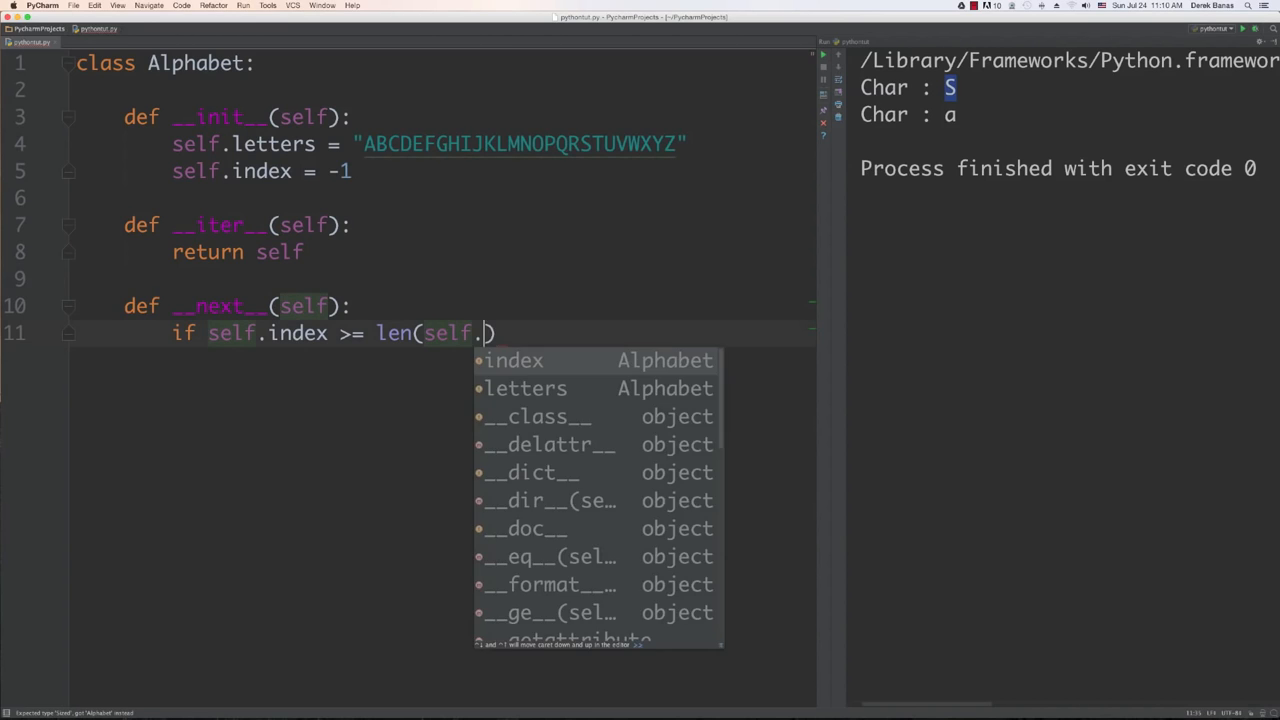 PyCharm File Edit View Navigate Code Refactor Run Tools VCS Window Help
10 Sun Jul 24 11:10 AM Derek Banas
pythontut.py - PycharmProjects - [~/PycharmProjects]
PycharmProjects pythontut.py
pythontut
pythontut.py
Run: pythontut
1 class Alphabet:
2
3 def __init__(self):
4 self.letters = "ABCDEFGHIJKLMNOPQRSTUVWXYZ"
5 self.index = -1
6
7 def __iter__(self):
8 return self
9
10 def __next__(self):
11 if self.index >= len(self.)
index Alphabet
letters Alphabet
__class__ object
__delattr__ object
__dict__ object
__dir__(se… object
__doc__ object
__eq__(sel… object
__format__… object
__ge__(sel… object
__getattribute
^↓ and ^↑ will move caret down and up in the editor >>
/Library/Frameworks/Python.framewor
Char : S
Char : a
Process finished with exit code 0
Expected type 'Sized', got 'Alphabet' instead
11:35 LF÷ UTF-8÷